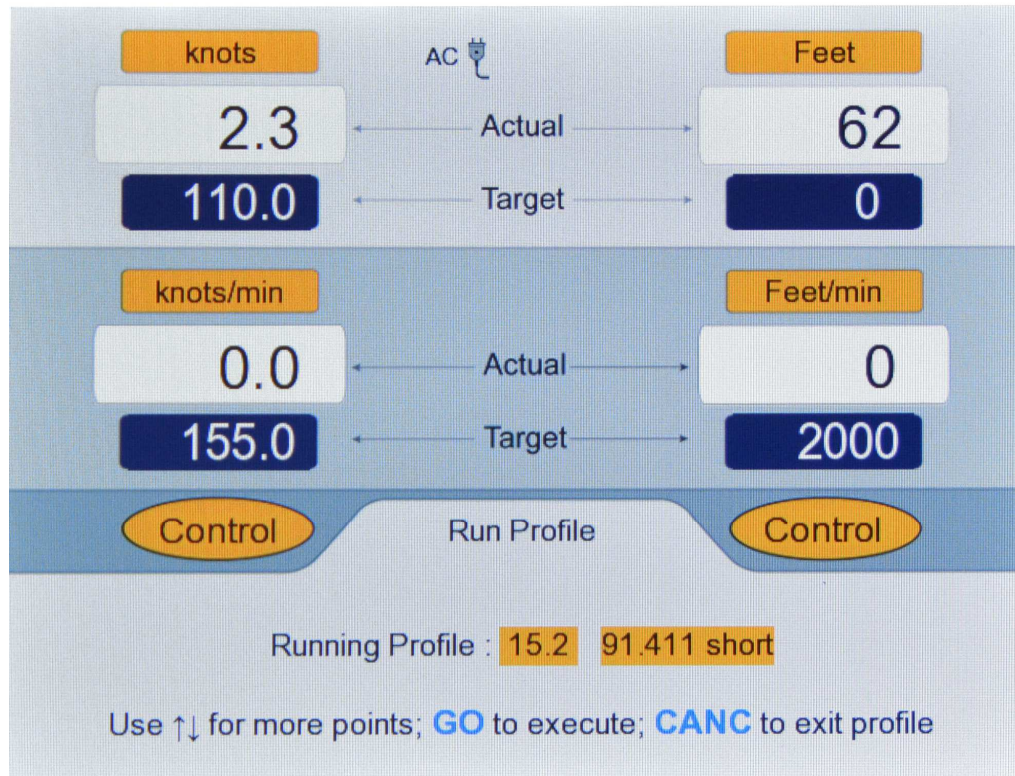 knots AC Feet
2.3 Actual 62
110.0 Target 0
knots/min Feet/min
0.0 Actual 0
155.0 Target 2000
Control Run Profile Control
Running Profile : 15.2 91.411 short
Use ↑↓ for more points; GO to execute; CANC to exit profile